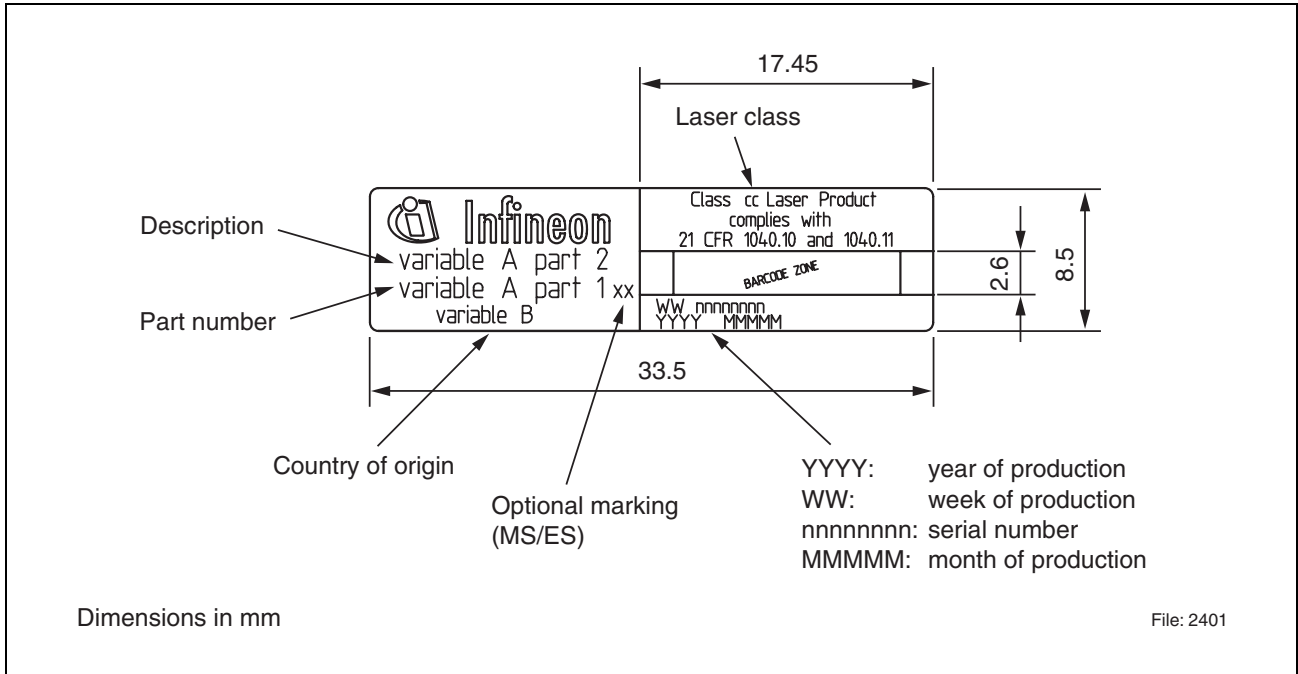 17.45
Laser class
Infineon
Class cc Laser Product
complies with
21 CFR 1040.10 and 1040.11
Description
variable A part 2
BARCODE ZONE
2.6
8.5
variable A part 1 xx
Part number
variable B
WW nnnnnnnn
YYYY MMMMM
33.5
Country of origin
Optional marking
(MS/ES)
YYYY: year of production
WW: week of production
nnnnnnnn: serial number
MMMMM: month of production
Dimensions in mm
File: 2401